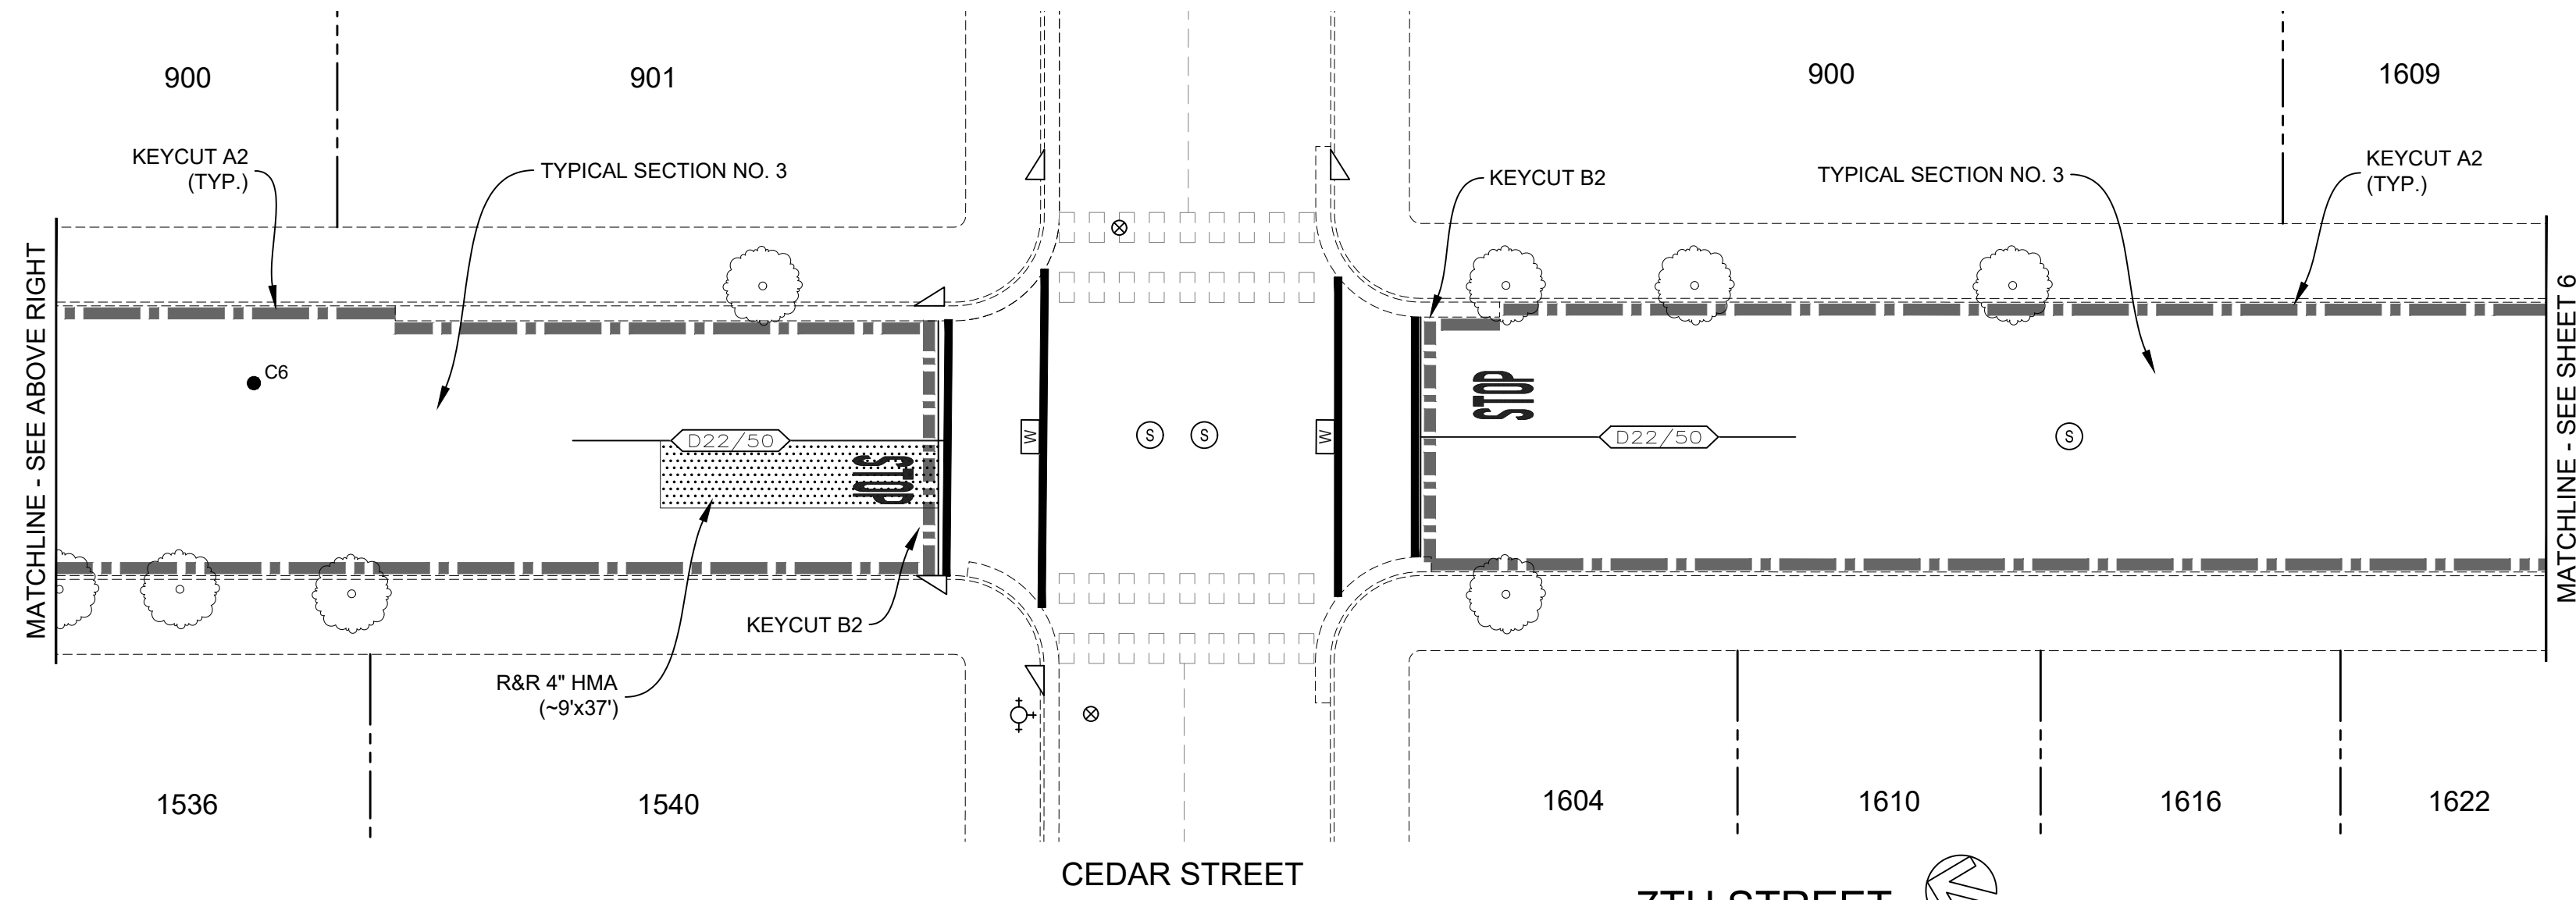 900
901
900
1609
KEYCUT A2
(TYP.)
TYPICAL SECTION NO. 3
KEYCUT B2
TYPICAL SECTION NO. 3
KEYCUT A2
(TYP.)
MATCHLINE - SEE ABOVE RIGHT
C6
STOP
STOP
D22/50
D22/50
W
S
S
W
S
MATCHLINE - SEE SHEET 6
KEYCUT B2
R&R 4" HMA
(~9'x37')
1536
1540
1604
1610
1616
1622
CEDAR STREET
7TH STREET